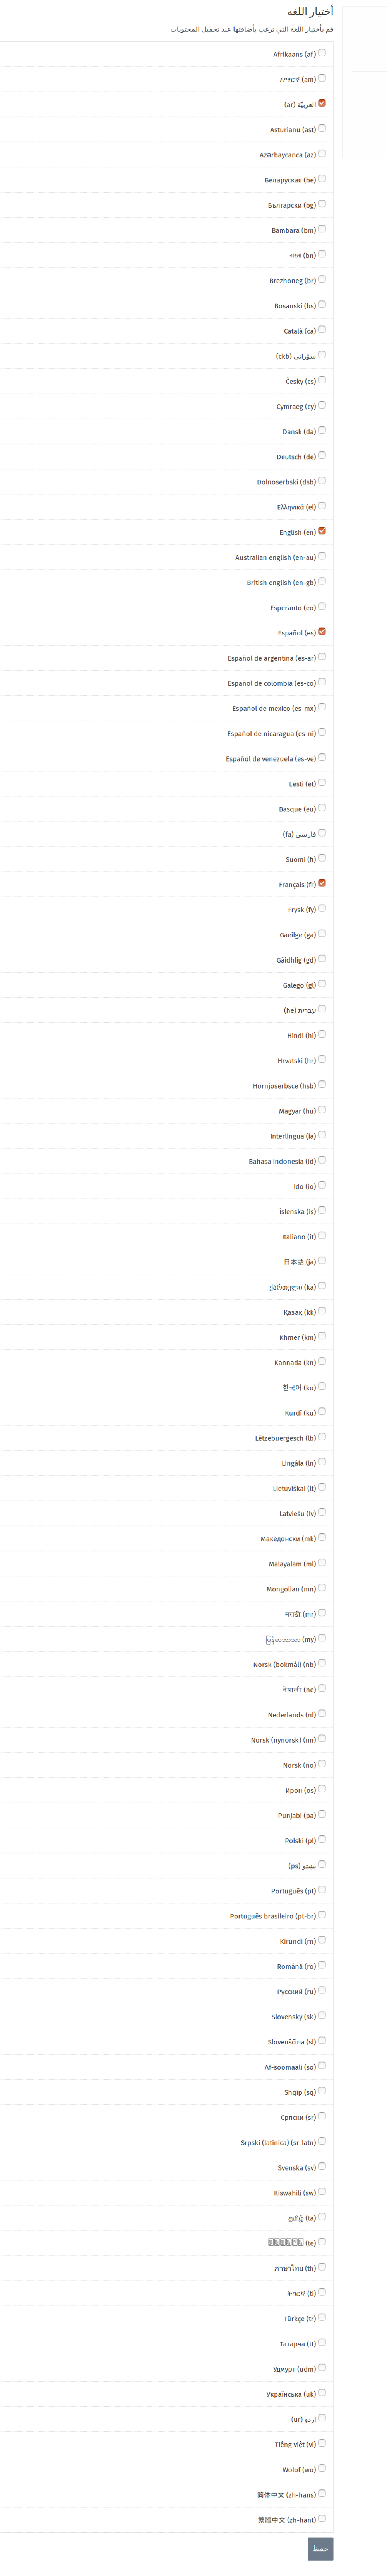 أختيار اللغه
قم بأختيار اللغة التي ترغب بأضافتها عند تحميل المحتويات
Afrikaans (af)
አማርኛ (am)
العربيّة (ar)
Asturianu (ast)
Azərbaycanca (az)
Беларуская (be)
Български (bg)
Bambara (bm)
বাংলা (bn)
Brezhoneg (br)
Bosanski (bs)
Català (ca)
سۆرانی (ckb)
Česky (cs)
Cymraeg (cy)
Dansk (da)
Deutsch (de)
Dolnoserbski (dsb)
Ελληνικά (el)
English (en)
Australian english (en-au)
British english (en-gb)
Esperanto (eo)
Español (es)
Español de argentina (es-ar)
Español de colombia (es-co)
Español de mexico (es-mx)
Español de nicaragua (es-ni)
Español de venezuela (es-ve)
Eesti (et)
Basque (eu)
فارسی (fa)
Suomi (fi)
Français (fr)
Frysk (fy)
Gaeilge (ga)
Gàidhlig (gd)
Galego (gl)
עברית (he)
Hindi (hi)
Hrvatski (hr)
Hornjoserbsce (hsb)
Magyar (hu)
Interlingua (ia)
Bahasa indonesia (id)
Ido (io)
Íslenska (is)
Italiano (it)
日本語 (ja)
ქართული (ka)
Қазақ (kk)
Khmer (km)
Kannada (kn)
한국어 (ko)
Kurdî (ku)
Lëtzebuergesch (lb)
Lingála (ln)
Lietuviškai (lt)
Latviešu (lv)
Македонски (mk)
Malayalam (ml)
Mongolian (mn)
मराठी (mr)
မြန်မာဘာသာ (my)
Norsk (bokmål) (nb)
नेपाली (ne)
Nederlands (nl)
Norsk (nynorsk) (nn)
Norsk (no)
Ирон (os)
Punjabi (pa)
Polski (pl)
پښتو (ps)
Português (pt)
Português brasileiro (pt-br)
Kirundi (rn)
Română (ro)
Русский (ru)
Slovensky (sk)
Slovenščina (sl)
Af-soomaali (so)
Shqip (sq)
Српски (sr)
Srpski (latinica) (sr-latn)
Svenska (sv)
Kiswahili (sw)
தமிழ் (ta)
(te)
ภาษาไทย (th)
ትግርኛ (ti)
Türkçe (tr)
Татарча (tt)
Удмурт (udm)
Українська (uk)
اردو (ur)
Tiếng việt (vi)
Wolof (wo)
简体中文 (zh-hans)
繁體中文 (zh-hant)
حفظ